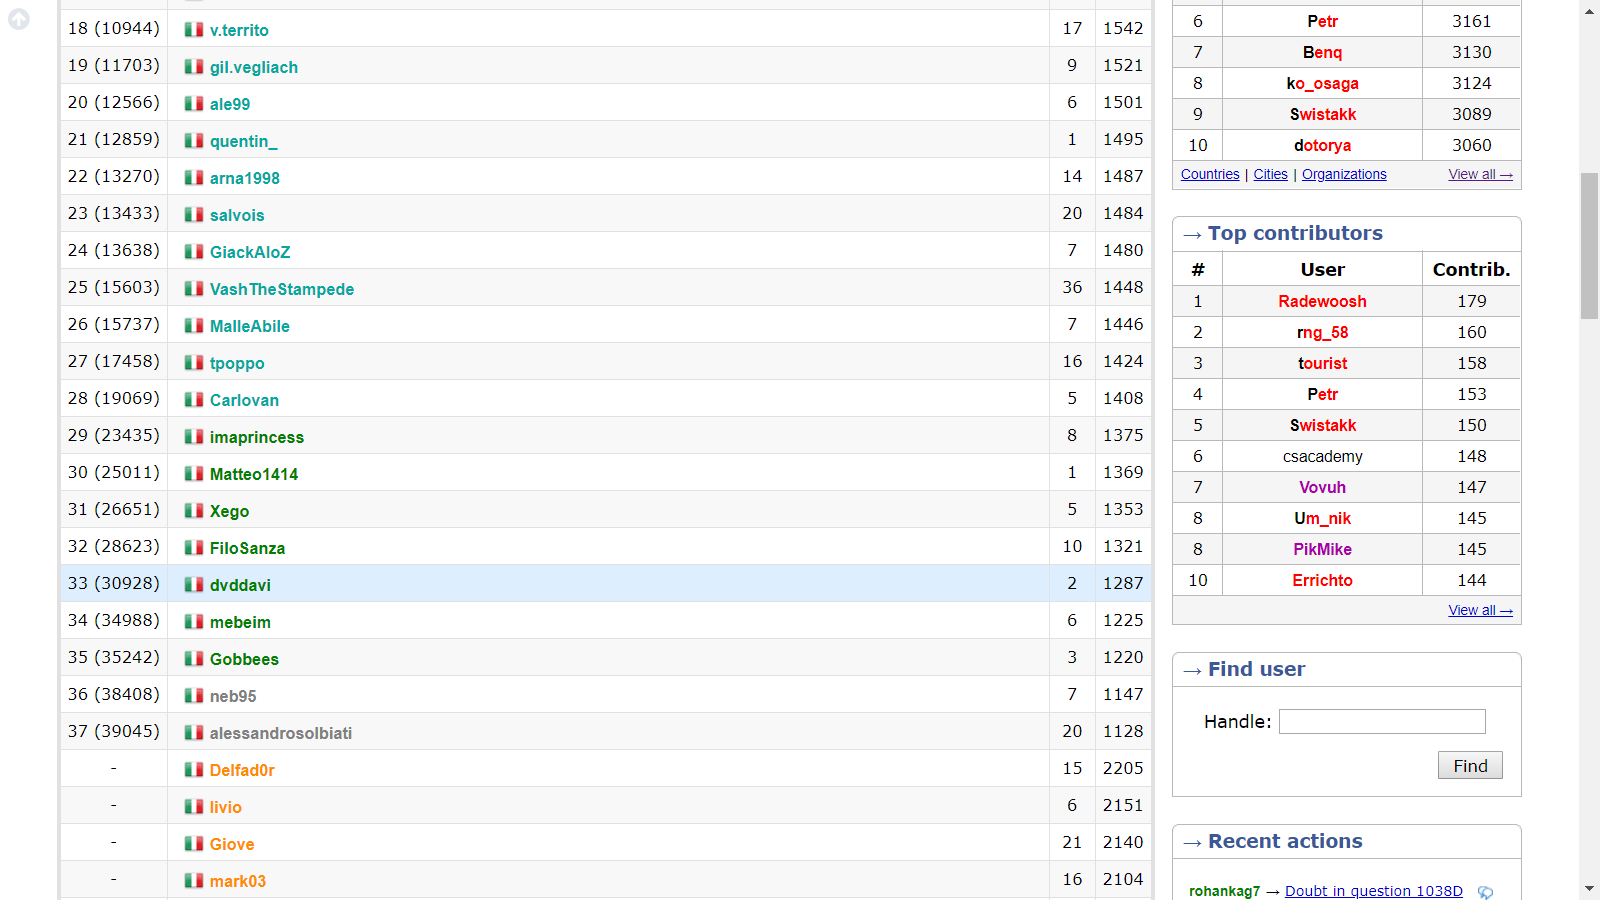 18 (10944) v.territo 17 1542
19 (11703) gil.vegliach 9 1521
20 (12566) ale99 6 1501
21 (12859) quentin_ 1 1495
22 (13270) arna1998 14 1487
23 (13433) salvois 20 1484
24 (13638) GiackAloZ 7 1480
25 (15603) VashTheStampede 36 1448
26 (15737) MalleAbile 7 1446
27 (17458) tpoppo 16 1424
28 (19069) Carlovan 5 1408
29 (23435) imaprincess 8 1375
30 (25011) Matteo1414 1 1369
31 (26651) Xego 5 1353
32 (28623) FiloSanza 10 1321
33 (30928) dvddavi 2 1287
34 (34988) mebeim 6 1225
35 (35242) Gobbees 3 1220
36 (38408) neb95 7 1147
37 (39045) alessandrosolbiati 20 1128
- Delfad0r 15 2205
- livio 6 2151
- Giove 21 2140
- mark03 16 2104
6 Petr 3161
7 Benq 3130
8 ko_osaga 3124
9 Swistakk 3089
10 dotorya 3060
Countries | Cities | Organizations View all →
→ Top contributors
# User Contrib.
1 Radewoosh 179
2 rng_58 160
3 tourist 158
4 Petr 153
5 Swistakk 150
6 csacademy 148
7 Vovuh 147
8 Um_nik 145
8 PikMike 145
10 Errichto 144
View all →
→ Find user
Handle:
Find
→ Recent actions
rohankag7 → Doubt in question 1038D